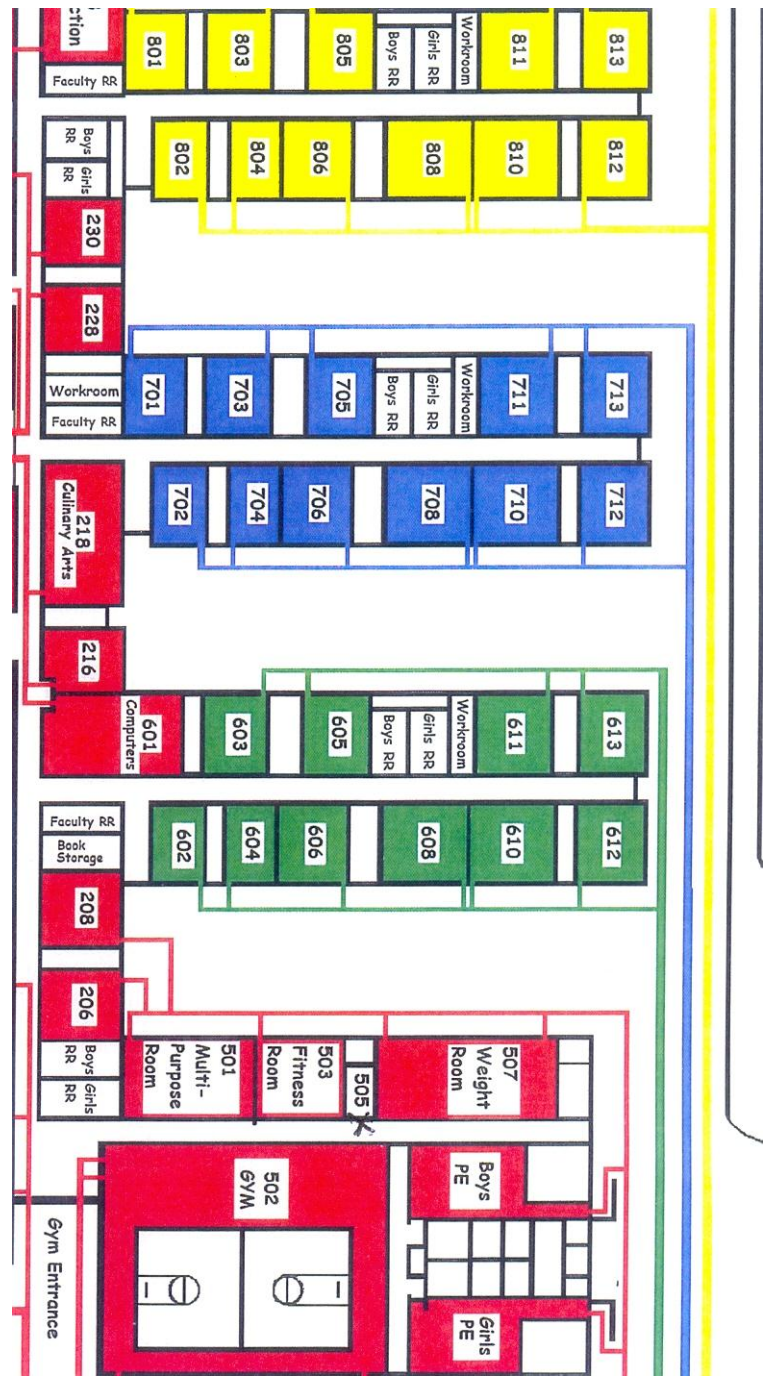 ction
Faculty RR
801
803
805
Boys RR
Girls RR
Workroom
811
813
Boys
RR
Girls
RR
802
804
806
808
810
812
230
228
Workroom
Faculty RR
701
703
705
Boys RR
Girls RR
Workroom
711
713
218
Culinary Arts
702
704
706
708
710
712
216
601
Computers
603
605
Boys RR
Girls RR
Workroom
611
613
Faculty RR
Book
Storage
602
604
606
608
610
612
208
206
Boys
RR
Girls
RR
501
Multi-
Purpose
Room
503
Fitness
Room
505
507
Weight
Room
502
GYM
Boys
PE
Girls
PE
Gym Entrance